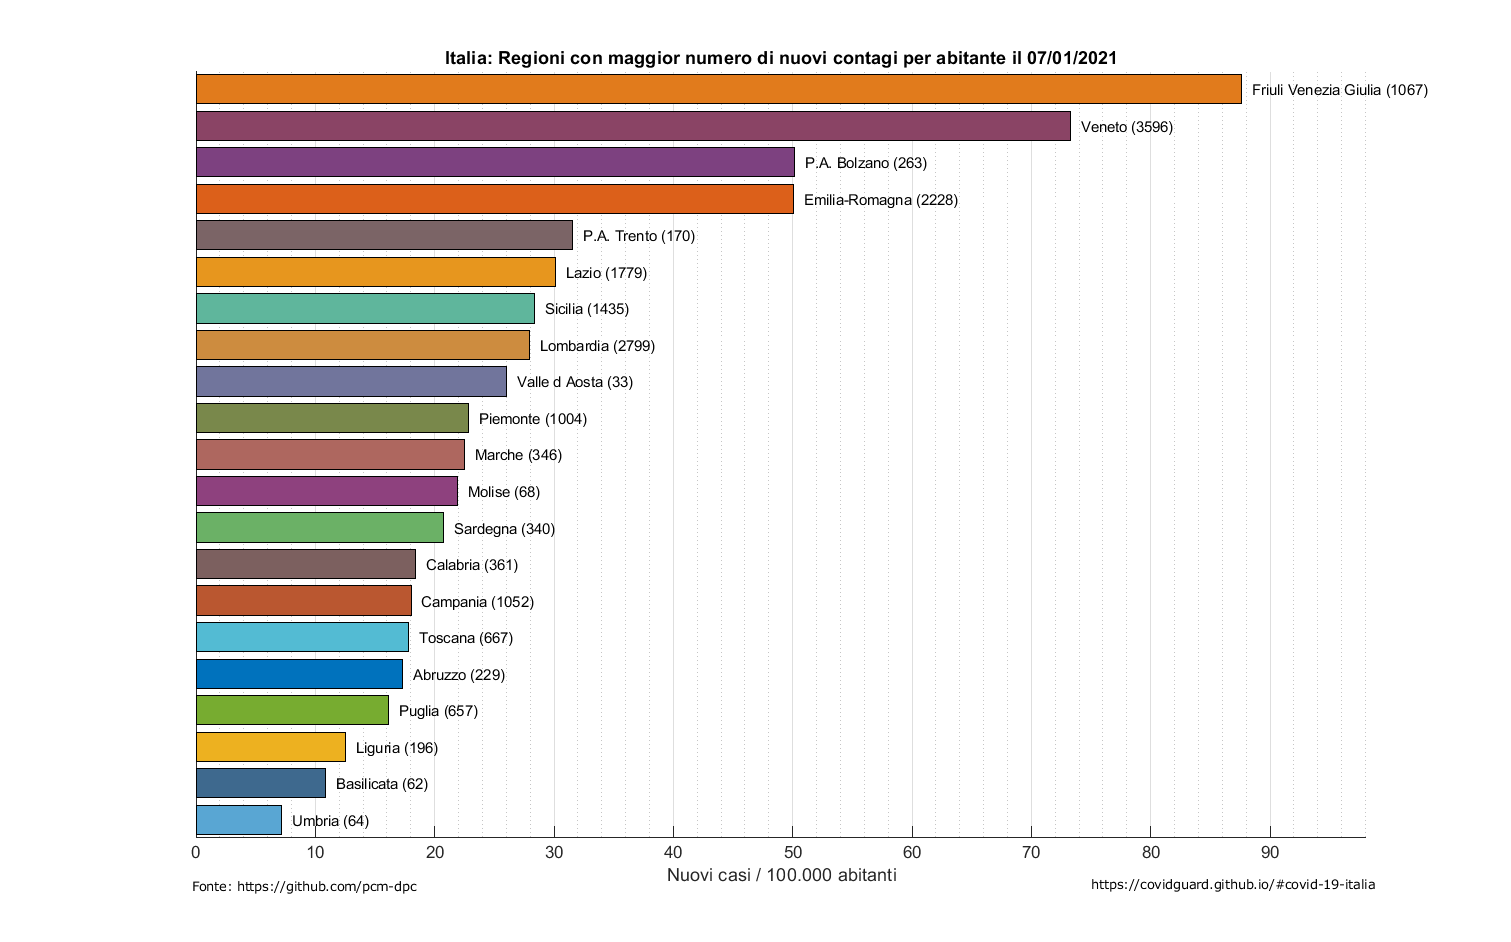 Italia: Regioni con maggior numero di nuovi contagi per abitante il 07/01/2021
Friuli Venezia Giulia (1067)
Veneto (3596)
P.A. Bolzano (263)
Emilia-Romagna (2228)
P.A. Trento (170)
Lazio (1779)
Sicilia (1435)
Lombardia (2799)
Valle d Aosta (33)
Piemonte (1004)
Marche (346)
Molise (68)
Sardegna (340)
Calabria (361)
Campania (1052)
Toscana (667)
Abruzzo (229)
Puglia (657)
Liguria (196)
Basilicata (62)
Umbria (64)
0 10 20 30 40 50 60 70 80 90
Nuovi casi / 100.000 abitanti
Fonte: https://github.com/pcm-dpc
https://covidguard.github.io/#covid-19-italia